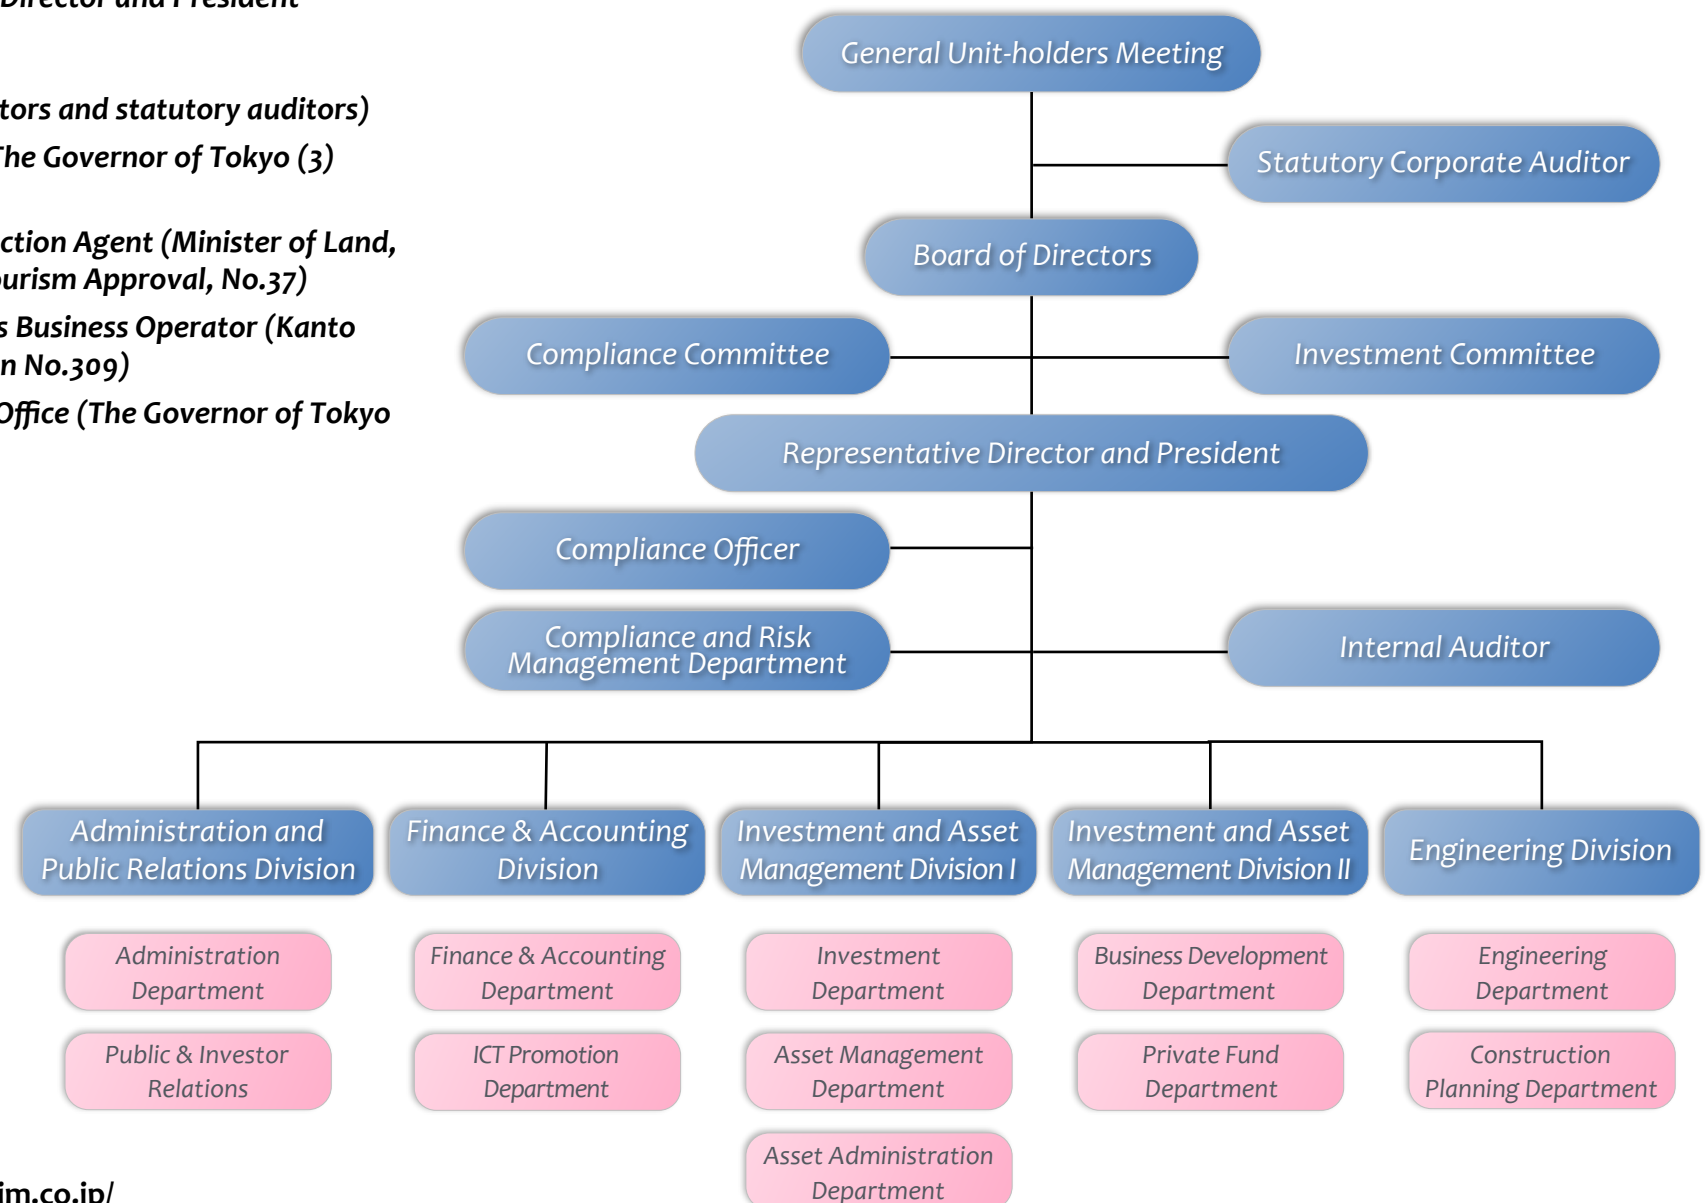 Director and President
tors and statutory auditors)
The Governor of Tokyo (3)
ction Agent (Minister of Land,
ourism Approval, No.37)
s Business Operator (Kanto
n No.309)
Office (The Governor of Tokyo
General Unit-holders Meeting
Statutory Corporate Auditor
Board of Directors
Compliance Committee
Investment Committee
Representative Director and President
Compliance Officer
Compliance and Risk
Management Department
Internal Auditor
Administration and
Public Relations Division
Finance & Accounting
Division
Investment and Asset
Management Division I
Investment and Asset
Management Division II
Engineering Division
Administration
Department
Finance & Accounting
Department
Investment
Department
Business Development
Department
Engineering
Department
Public & Investor
Relations
ICT Promotion
Department
Asset Management
Department
Private Fund
Department
Construction
Planning Department
Asset Administration
Department
im.co.jp/